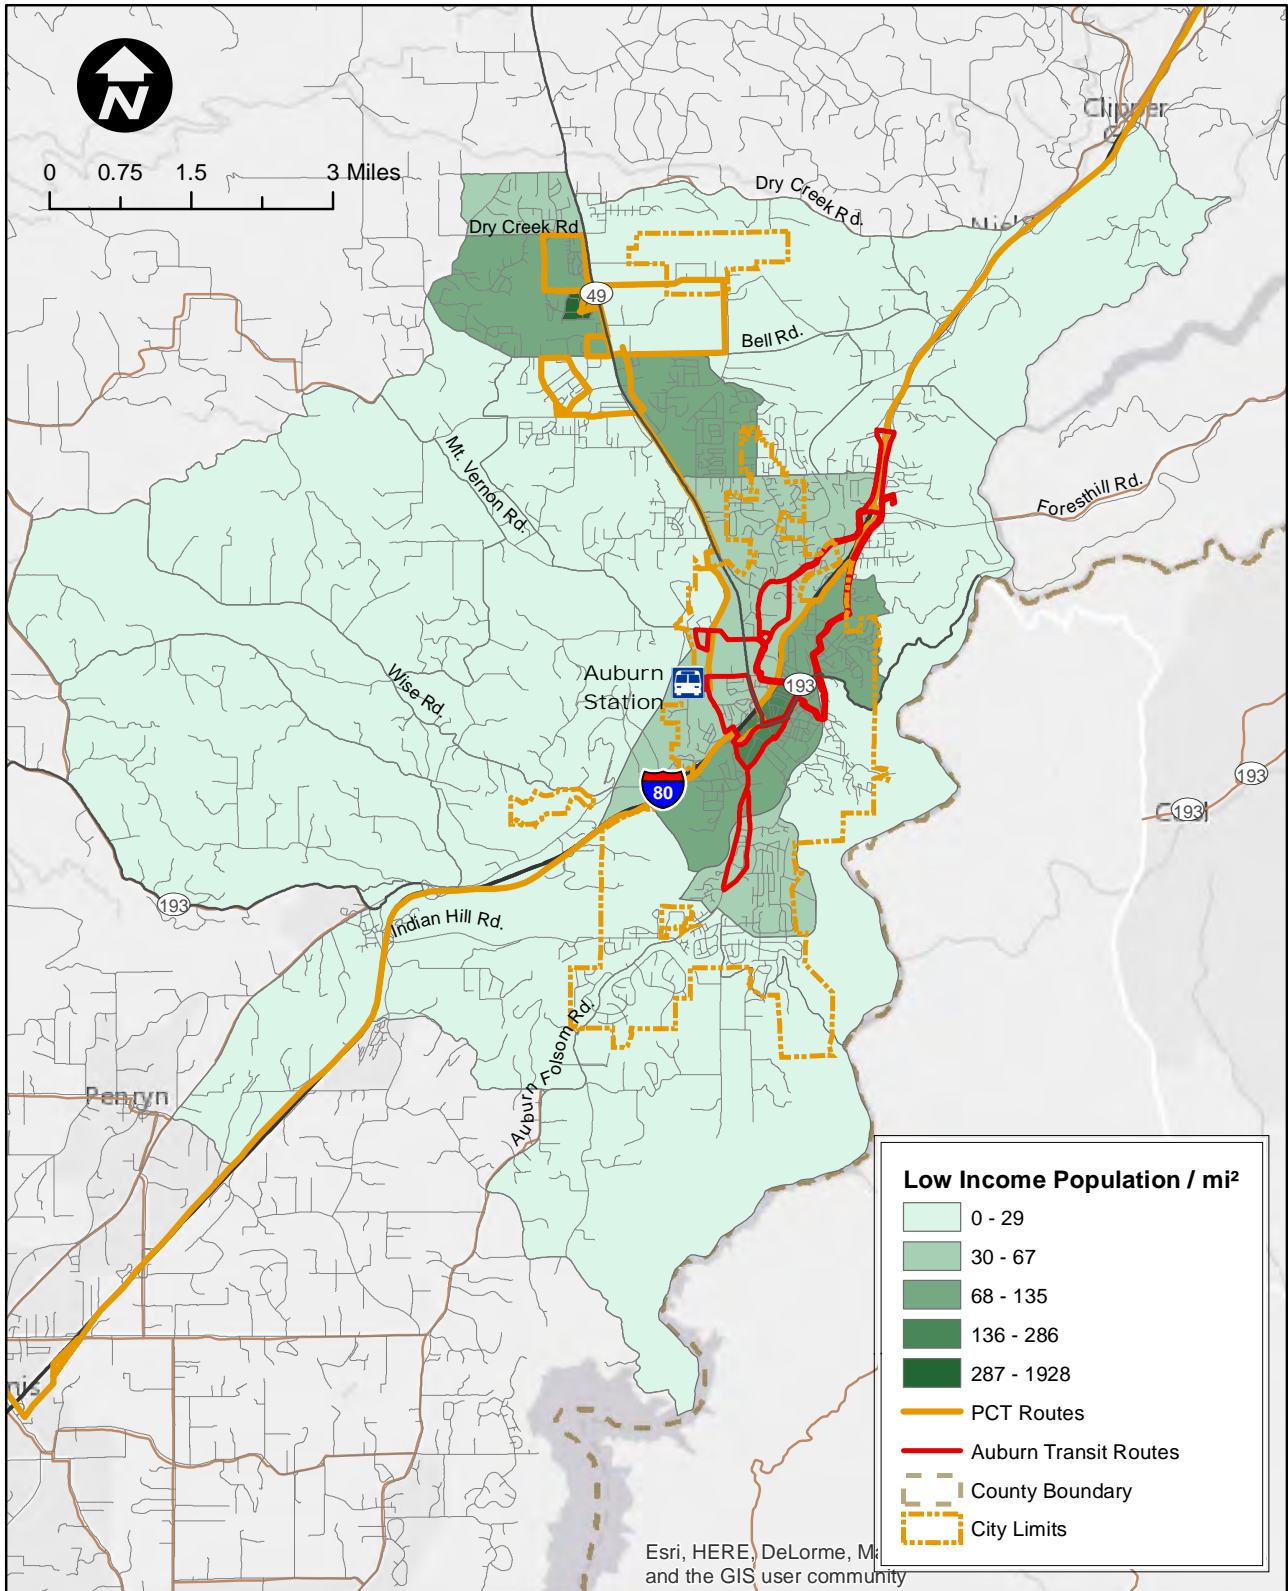 N
Clipper
0 0.75 1.5 3 Miles
Dry Creek Rd.
Dry Creek Rd
49
Bell Rd.
Mt. Vernon Rd.
Foresthill Rd.
Wise Rd.
Auburn
Station
193
80
193
193
193
Indian Hill Rd.
Auburn Folsom Rd.
Penryn
Low Income Population / mi²
0 - 29
30 - 67
68 - 135
136 - 286
287 - 1928
PCT Routes
Auburn Transit Routes
County Boundary
City Limits
Esri, HERE, DeLorme, Ma
and the GIS user community